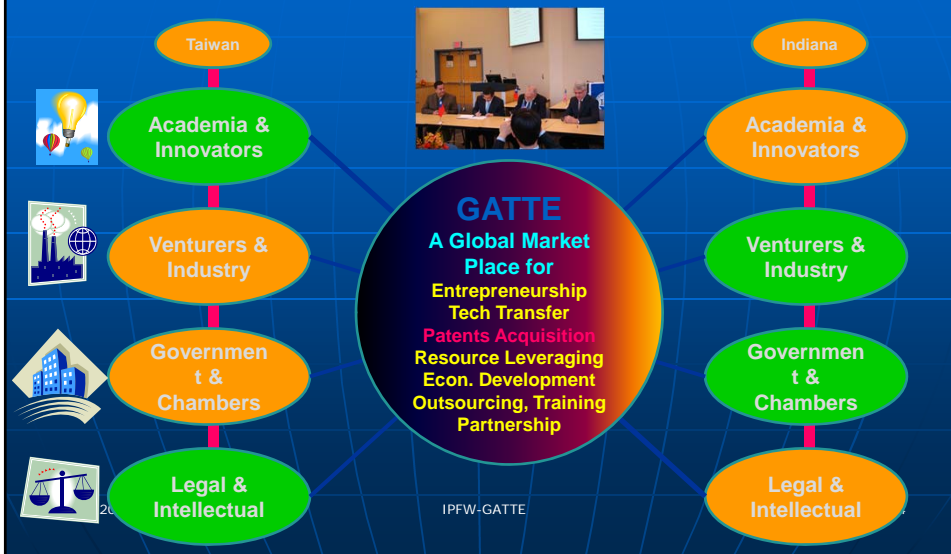 Taiwan
Indiana
Academia &
Innovators
Academia &
Innovators
GATTE
A Global Market
Place for
Entrepreneurship
Tech Transfer
Patents Acquisition
Resource Leveraging
Econ. Development
Outsourcing, Training
Partnership
Venturers &
Industry
Venturers &
Industry
Governmen
t &
Chambers
Governmen
t &
Chambers
Legal &
Intellectual
Legal &
Intellectual
IPFW-GATTE